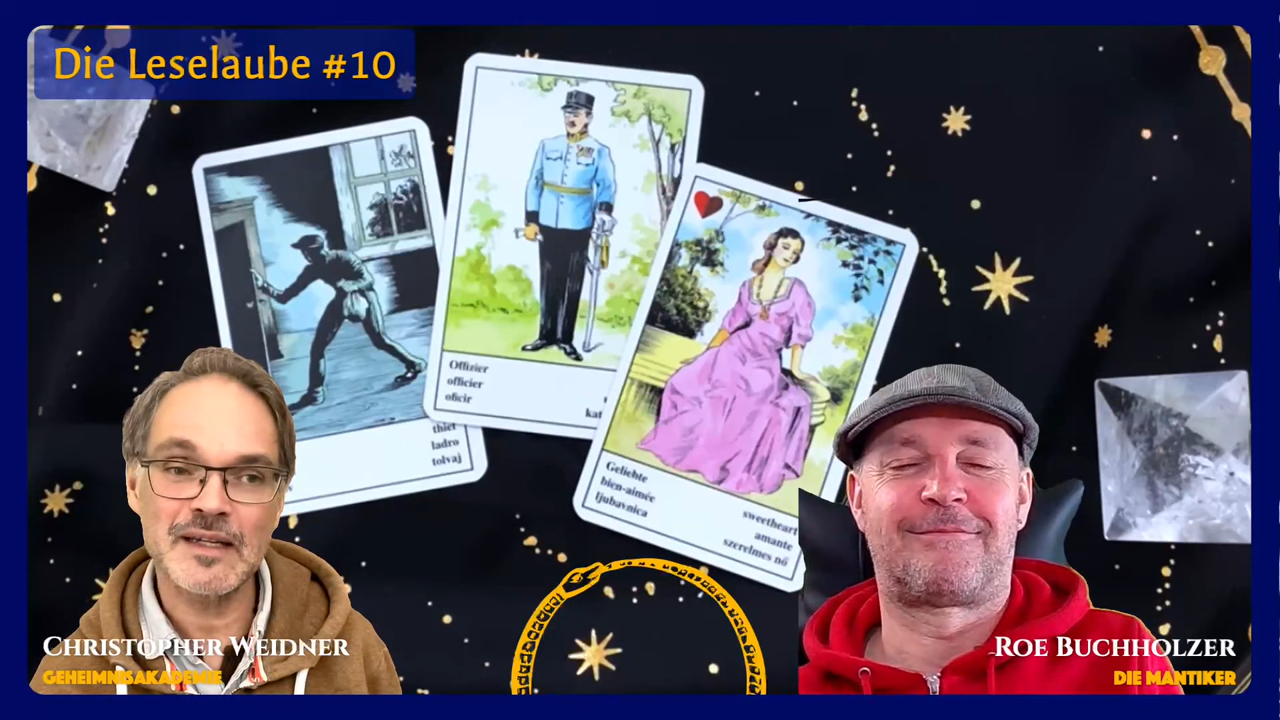 Die Leselaube #10
Offizier
officier
oficir
thief
ladro
tolvaj
Geliebte
bien-aimée
ljubavnica
sweetheart
amante
szerelmes nő
Christopher Weidner
GEHEIMNISAKADEMIE
Roe Buchholzer
DIE MANTIKER